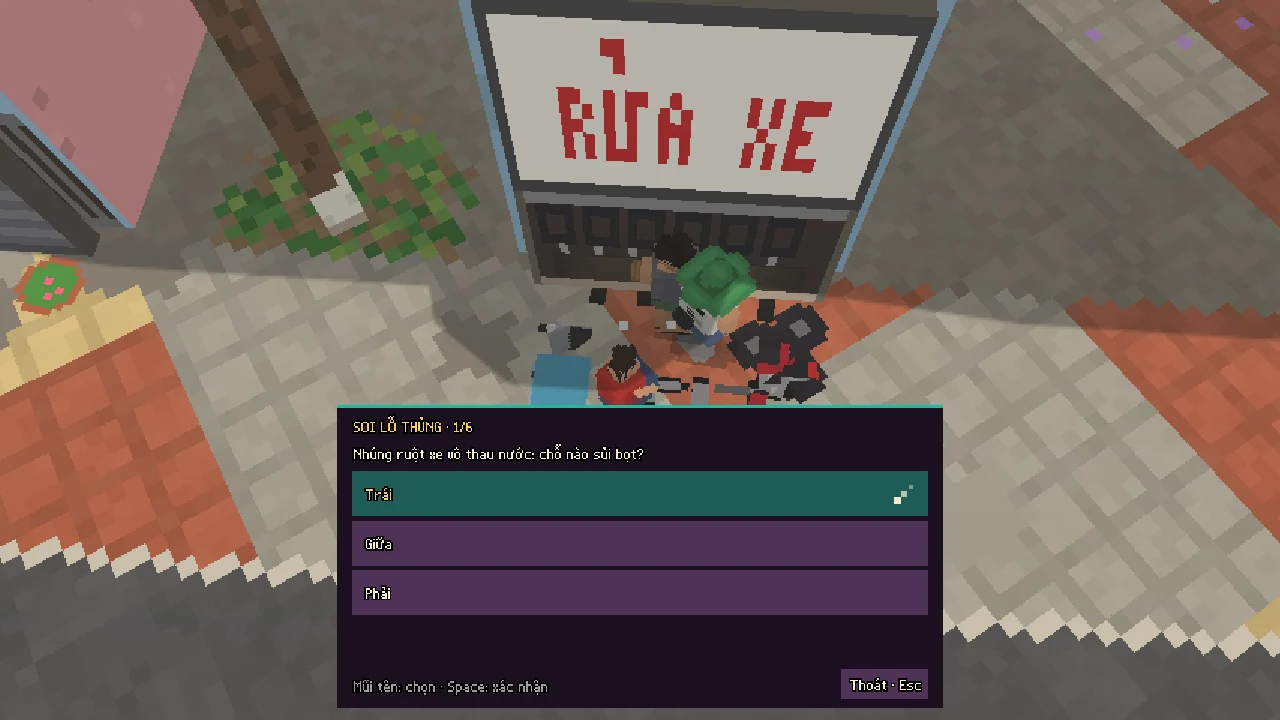 RỬA XE
SOI LỖ THỦNG · 1/6
Nhúng ruột xe vô thau nước: chỗ nào sủi bọt?
Trái
Giữa
Phải
Mũi tên: chọn · Space: xác nhận
Thoát · Esc